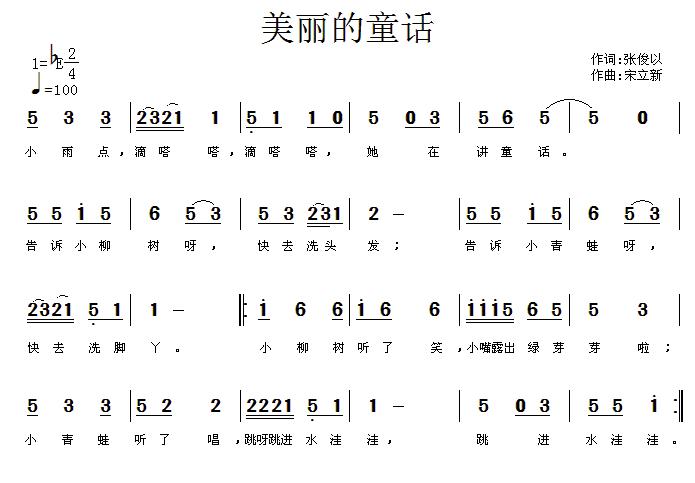 美丽的童话
作词:张俊以
1=♭E 2/4
作曲:宋立新
♩=100
5 3 3 | 2321 1 | 5 1 1 0 | 5 0 3 | 5 6 5 | 5 0 |
小 雨 点，滴嗒 嗒，滴嗒 嗒， 她 在 讲童 话。
5 5 i 5 | 6 5 3 | 5 3 231 | 2 – | 5 5 i 5 | 6 5 3 |
告 诉 小 柳 树 呀， 快 去 洗 头 发； 告 诉 小 青 蛙 呀，
2321 5 1 | 1 – |: i 6 6 | i 6 6 | i i i 5 6 5 | 5 3 |
快 去 洗 脚 丫。 小 柳 树 听 了 笑，小嘴露出 绿 芽 芽 啦；
5 3 3 | 5 2 2 | 2221 5 1 | 1 – | 5 0 3 | 5 5 i :|
小 青 蛙 听 了 唱，跳呀跳进 水 洼 洼， 跳 进 水 洼 洼。